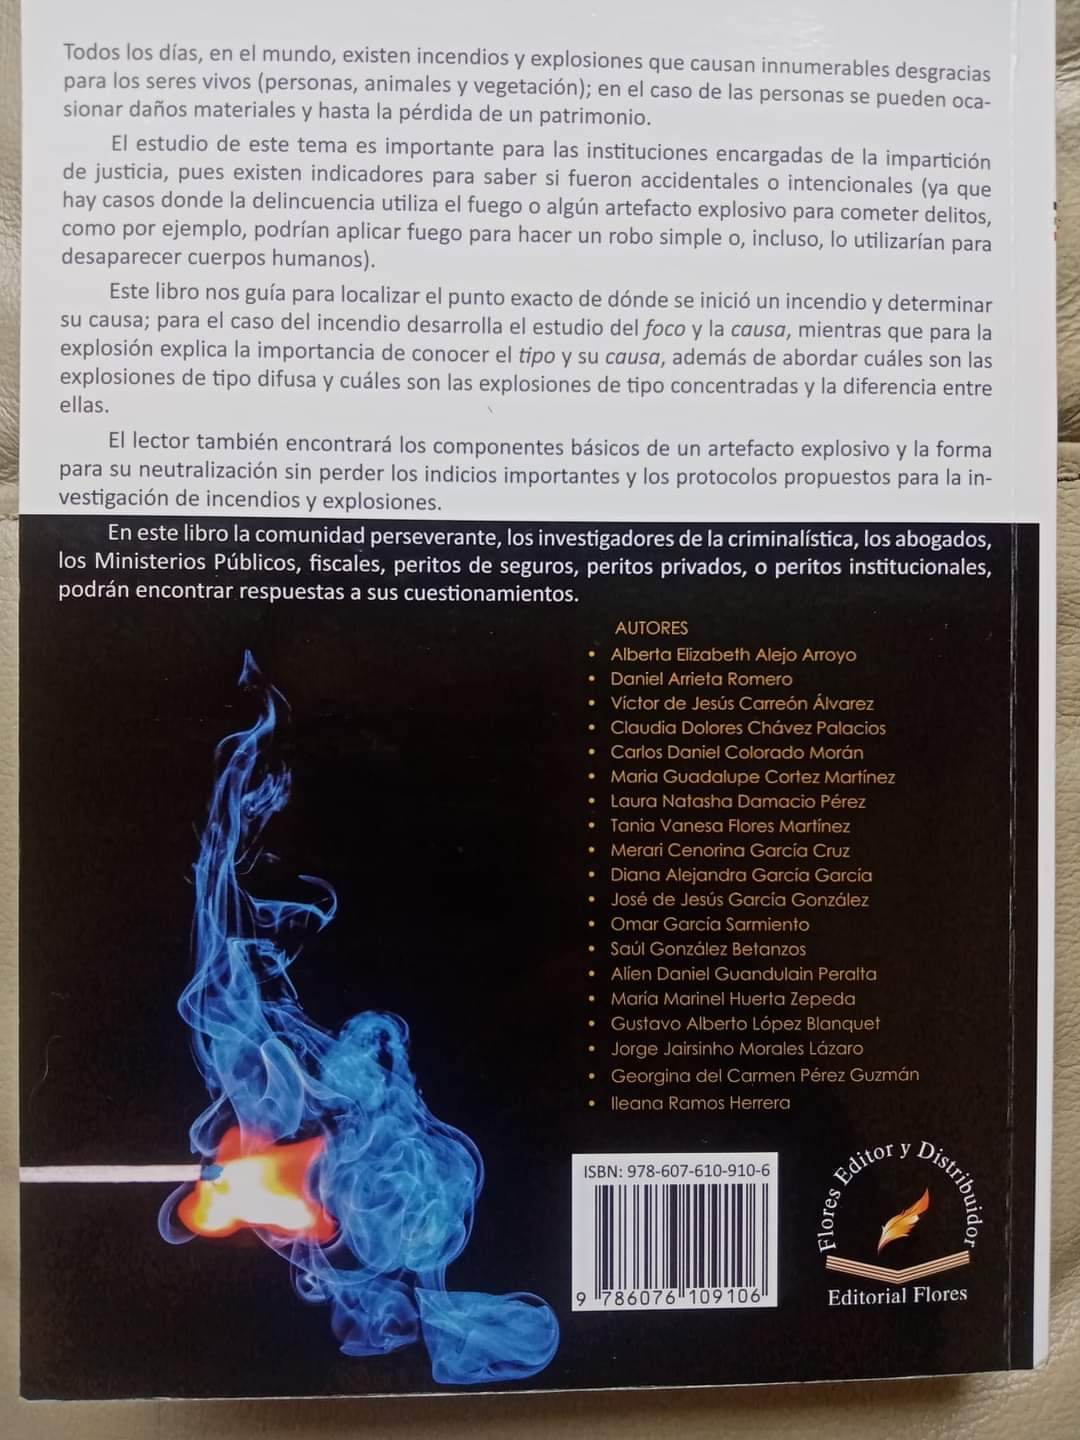 Todos los días, en el mundo, existen incendios y explosiones que causan innumerables desgracias
para los seres vivos (personas, animales y vegetación); en el caso de las personas se pueden oca-
sionar daños materiales y hasta la pérdida de un patrimonio.
El estudio de este tema es importante para las instituciones encargadas de la impartición
de justicia, pues existen indicadores para saber si fueron accidentales o intencionales (ya que
hay casos donde la delincuencia utiliza el fuego o algún artefacto explosivo para cometer delitos,
como por ejemplo, podrían aplicar fuego para hacer un robo simple o, incluso, lo utilizarían para
desaparecer cuerpos humanos).
Este libro nos guía para localizar el punto exacto de dónde se inició un incendio y determinar
su causa; para el caso del incendio desarrolla el estudio del foco y la causa, mientras que para la
explosión explica la importancia de conocer el tipo y su causa, además de abordar cuáles son las
explosiones de tipo difusa y cuáles son las explosiones de tipo concentradas y la diferencia entre
ellas.
El lector también encontrará los componentes básicos de un artefacto explosivo y la forma
para su neutralización sin perder los indicios importantes y los protocolos propuestos para la in-
vestigación de incendios y explosiones.
En este libro la comunidad perseverante, los investigadores de la criminalística, los abogados,
los Ministerios Públicos, fiscales, peritos de seguros, peritos privados, o peritos institucionales,
podrán encontrar respuestas a sus cuestionamientos.
AUTORES
• Alberta Elizabeth Alejo Arroyo
• Daniel Arrieta Romero
• Víctor de Jesús Carreón Álvarez
• Claudia Dolores Chávez Palacios
• Carlos Daniel Colorado Morán
• Maria Guadalupe Cortez Martínez
• Laura Natasha Damacio Pérez
• Tania Vanesa Flores Martínez
• Merari Cenorina García Cruz
• Diana Alejandra García García
• José de Jesús García González
• Omar García Sarmiento
• Saúl González Betanzos
• Alíen Daniel Guandulain Peralta
• María Marinel Huerta Zepeda
• Gustavo Alberto López Blanquet
• Jorge Jairsinho Morales Lázaro
• Georgina del Carmen Pérez Guzmán
• Ileana Ramos Herrera
ISBN: 978-607-610-910-6
9 786076 109106
Flores Editor y Distribuidor
Editorial Flores